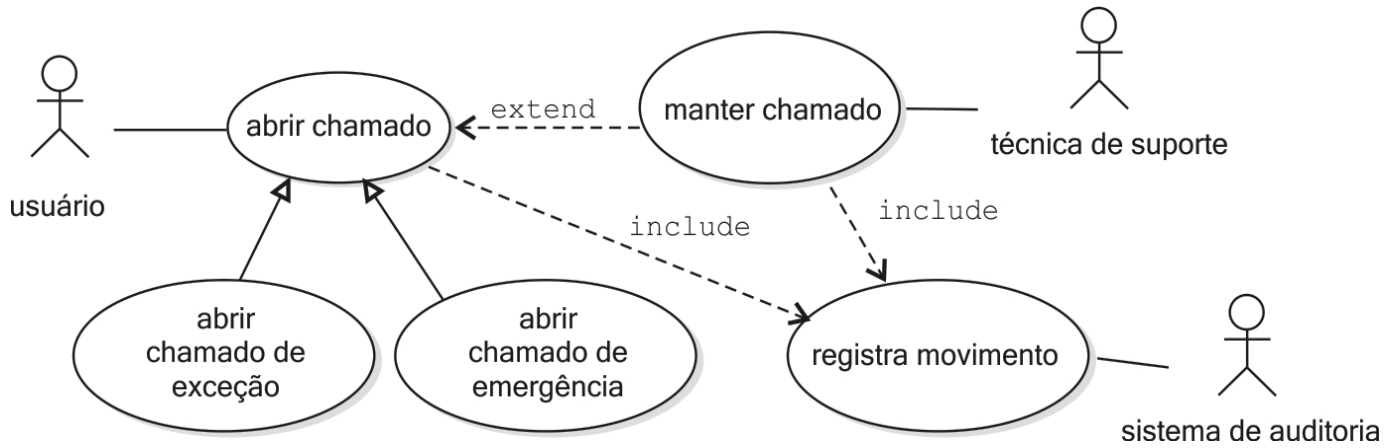 usuário
abrir chamado
extend
manter chamado
técnica de suporte
include
include
abrir
chamado de
exceção
abrir
chamado de
emergência
registra movimento
sistema de auditoria